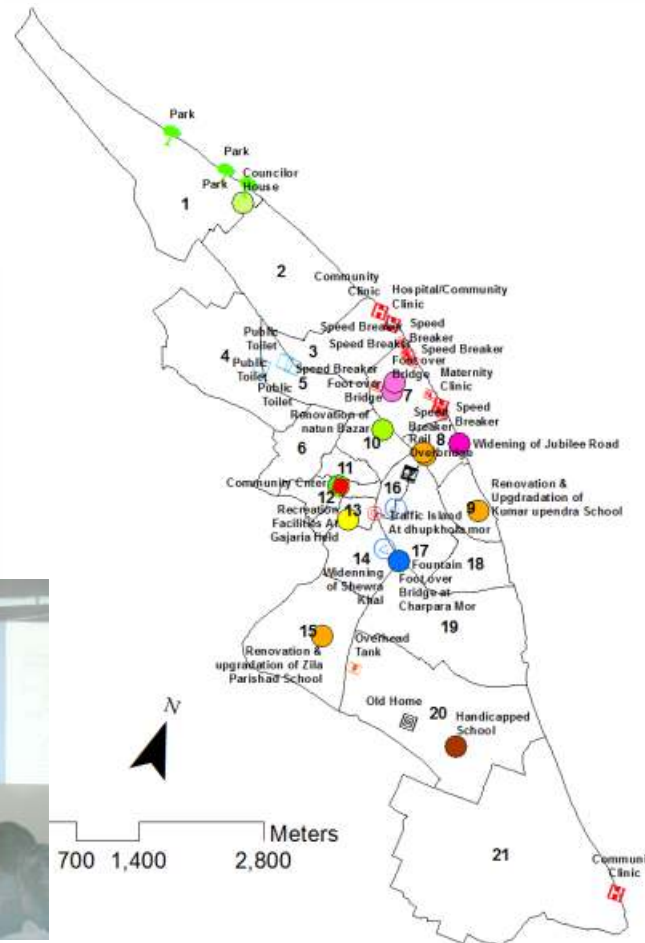 Park
Park
Park
Councilor
House
1
2
Community
Clinic
Hospital/Community
Clinic
Speed Breaker
Speed
Breaker
Speed Breaker
Speed Breaker
Public
Toilet
3
4
Public
Toilet
5
Public
Toilet
Speed Breaker
Foot over
Bridge
Foot over
Bridge
7
Maternity
Clinic
Speed
Breaker
Renovation of
natun Bazar
10
Speed
Breaker
Rail
Overbridge
8
Widening of Jubilee Road
6
11
Community Cnter
12
16
9
Renovation &
Upgdradation of
Kumar upendra School
Recreation
Facilities At
Gajaria Field
13
Traffic Island
At dhupkhola mor
14
Widenning
of Shewra
Khal
17
Fountain
Foot over
Bridge at
Charpara Mor
18
19
15
Renovation &
upgradation of Zila
Parishad School
Overhead
Tank
Old Home
20
Handicapped
School
N
Meters
700 1,400 2,800
21
Clinic